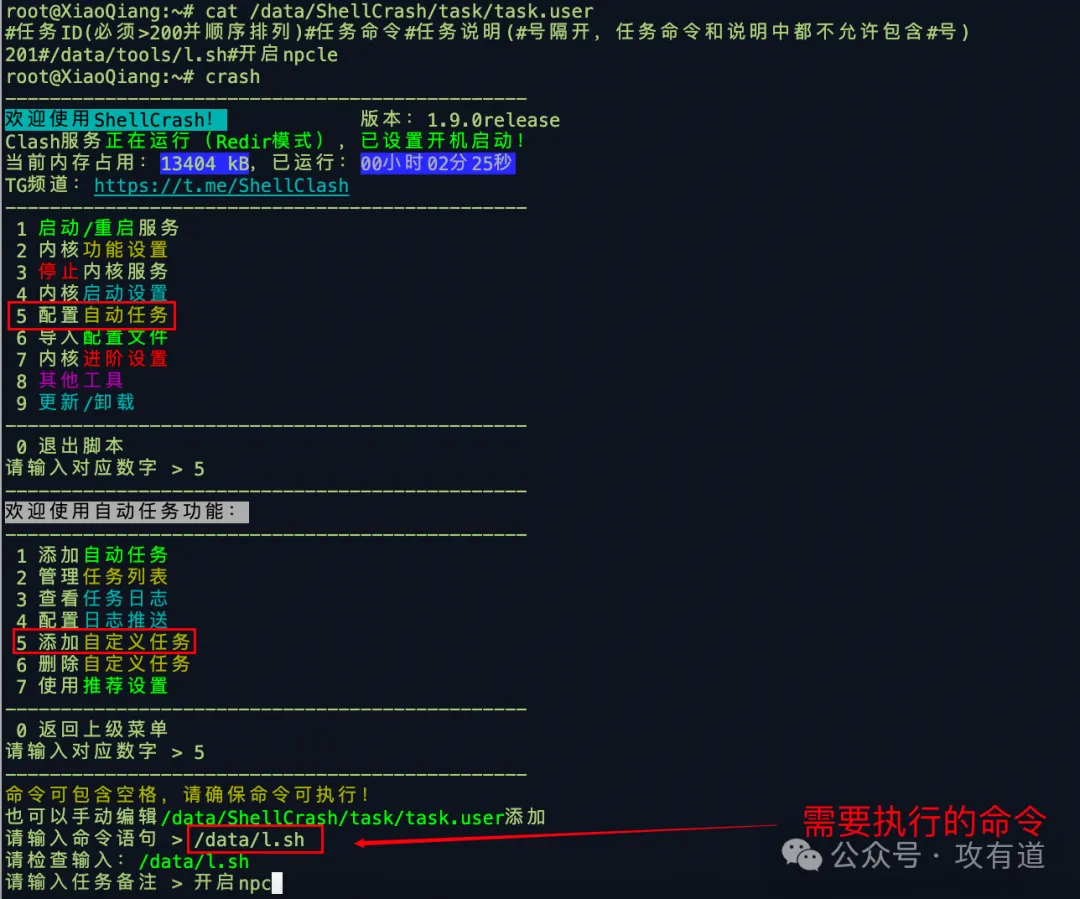 root@XiaoQiang:~# cat /data/ShellCrash/task/task.user
#任务ID(必须>200并顺序排列)#任务命令#任务说明(#号隔开, 任务命令和说明中都不允许包含#号)
201#/data/tools/l.sh#开启npcle
root@XiaoQiang:~# crash
-----------------------------------------------
欢迎使用ShellCrash! 版本: 1.9.0release
Clash服务正在运行（Redir模式）, 已设置开机启动!
当前内存占用: 13404 kB, 已运行: 00小时02分25秒
TG频道: https://t.me/ShellClash
-----------------------------------------------
1 启动/重启服务
2 内核功能设置
3 停止内核服务
4 内核启动设置
5 配置自动任务
6 导入配置文件
7 内核进阶设置
8 其他工具
9 更新/卸载
-----------------------------------------------
0 退出脚本
请输入对应数字 > 5
-----------------------------------------------
欢迎使用自动任务功能:
-----------------------------------------------
1 添加自动任务
2 管理任务列表
3 查看任务日志
4 配置日志推送
5 添加自定义任务
6 删除自定义任务
7 使用推荐设置
-----------------------------------------------
0 返回上级菜单
请输入对应数字 > 5
-----------------------------------------------
命令可包含空格, 请确保命令可执行!
也可以手动编辑/data/ShellCrash/task/task.user添加
请输入命令语句 > /data/l.sh
需要执行的命令
请检查输入: /data/l.sh
公众号 · 攻有道
请输入任务备注 > 开启npc